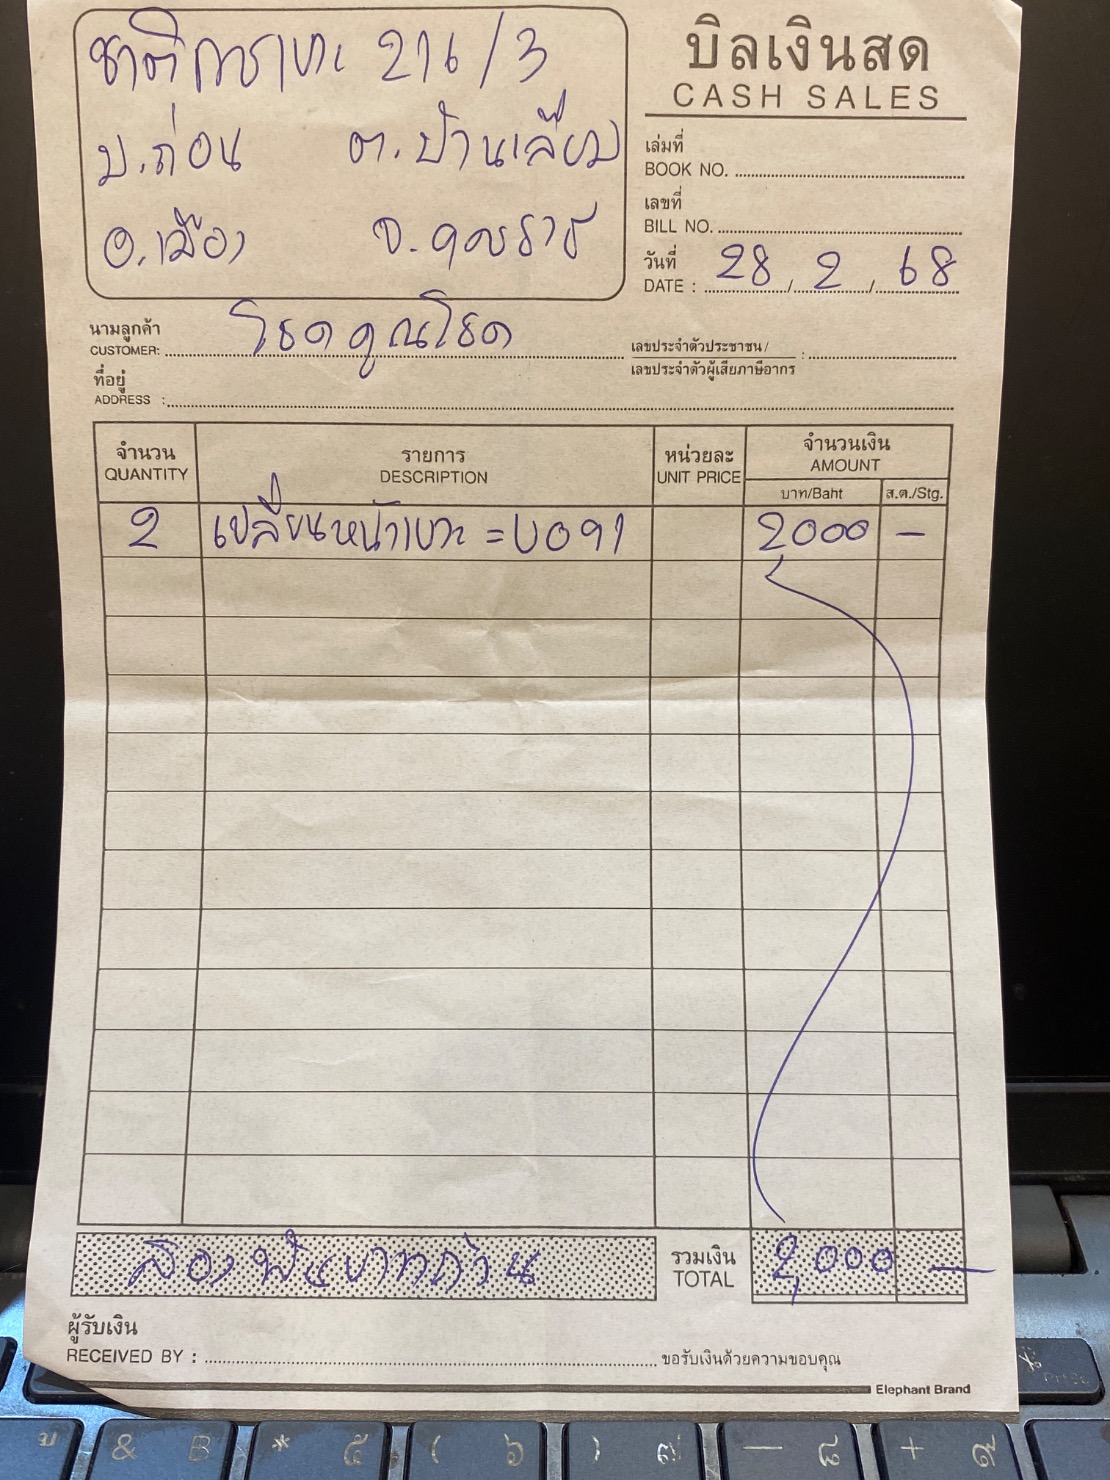 ชาติการเบาะ 216/3
บ.ถ่อน ต.บ้านเลื่อม
อ.เมือง จ.อุดรธานี
บิลเงินสด
CASH SALES
เล่มที่
BOOK NO.
เลขที่
BILL NO.
วันที่
DATE : 28/2/68
นามลูกค้า
CUSTOMER: โชคคูณโชค
เลขประจำตัวประชาชน /
เลขประจำตัวผู้เสียภาษีอากร :
ที่อยู่
ADDRESS :
จำนวน รายการ หน่วยละ จำนวนเงิน
QUANTITY DESCRIPTION UNIT PRICE AMOUNT
บาท/Baht ส.ต./Stg.
2 เปลี่ยนหน้าเบาะ = บ091 2000 -
สองพันบาทถ้วน
รวมเงิน
TOTAL 2,000 -
ผู้รับเงิน
RECEIVED BY : ขอรับเงินด้วยความขอบคุณ
Elephant Brand